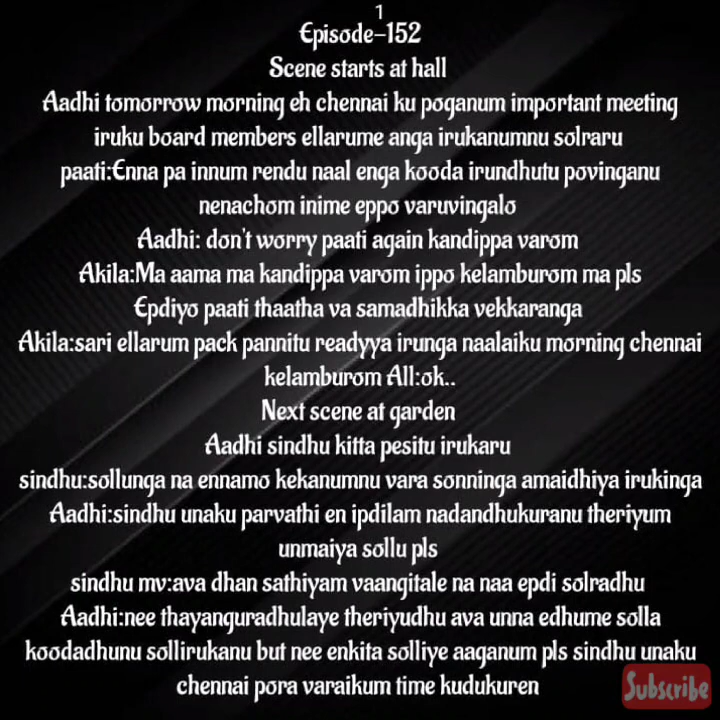 1
Episode-152
Scene starts at hall
Aadhi tomorrow morning eh chennai ku poganum important meeting
iruku board members ellarume anga irukanumnu solraru
paati:Enna pa innum rendu naal enga kooda irundhutu povinganu
nenachom inime eppo varuvingalo
Aadhi: don't worry paati again kandippa varom
Akila:Ma aama ma kandippa varom ippo kelamburom ma pls
Epdiyo paati thaatha va samadhikka vekkaranga
Akila:sari ellarum pack pannitu readyya irunga naalaiku morning chennai
kelamburom All:ok..
Next scene at garden
Aadhi sindhu kitta pesitu irukaru
sindhu:sollunga na ennamo kekanumnu vara sonninga amaidhiya irukinga
Aadhi:sindhu unaku parvathi en ipdilam nadandhukuranu theriyum
unmaiya sollu pls
sindhu mv:ava dhan sathiyam vaangitale na naa epdi solradhu
Aadhi:nee thayanguradhulaye theriyudhu ava unna edhume solla
koodadhunu sollirukanu but nee enkita solliye aaganum pls sindhu unaku
chennai pora varaikum time kudukuren
Subscribe